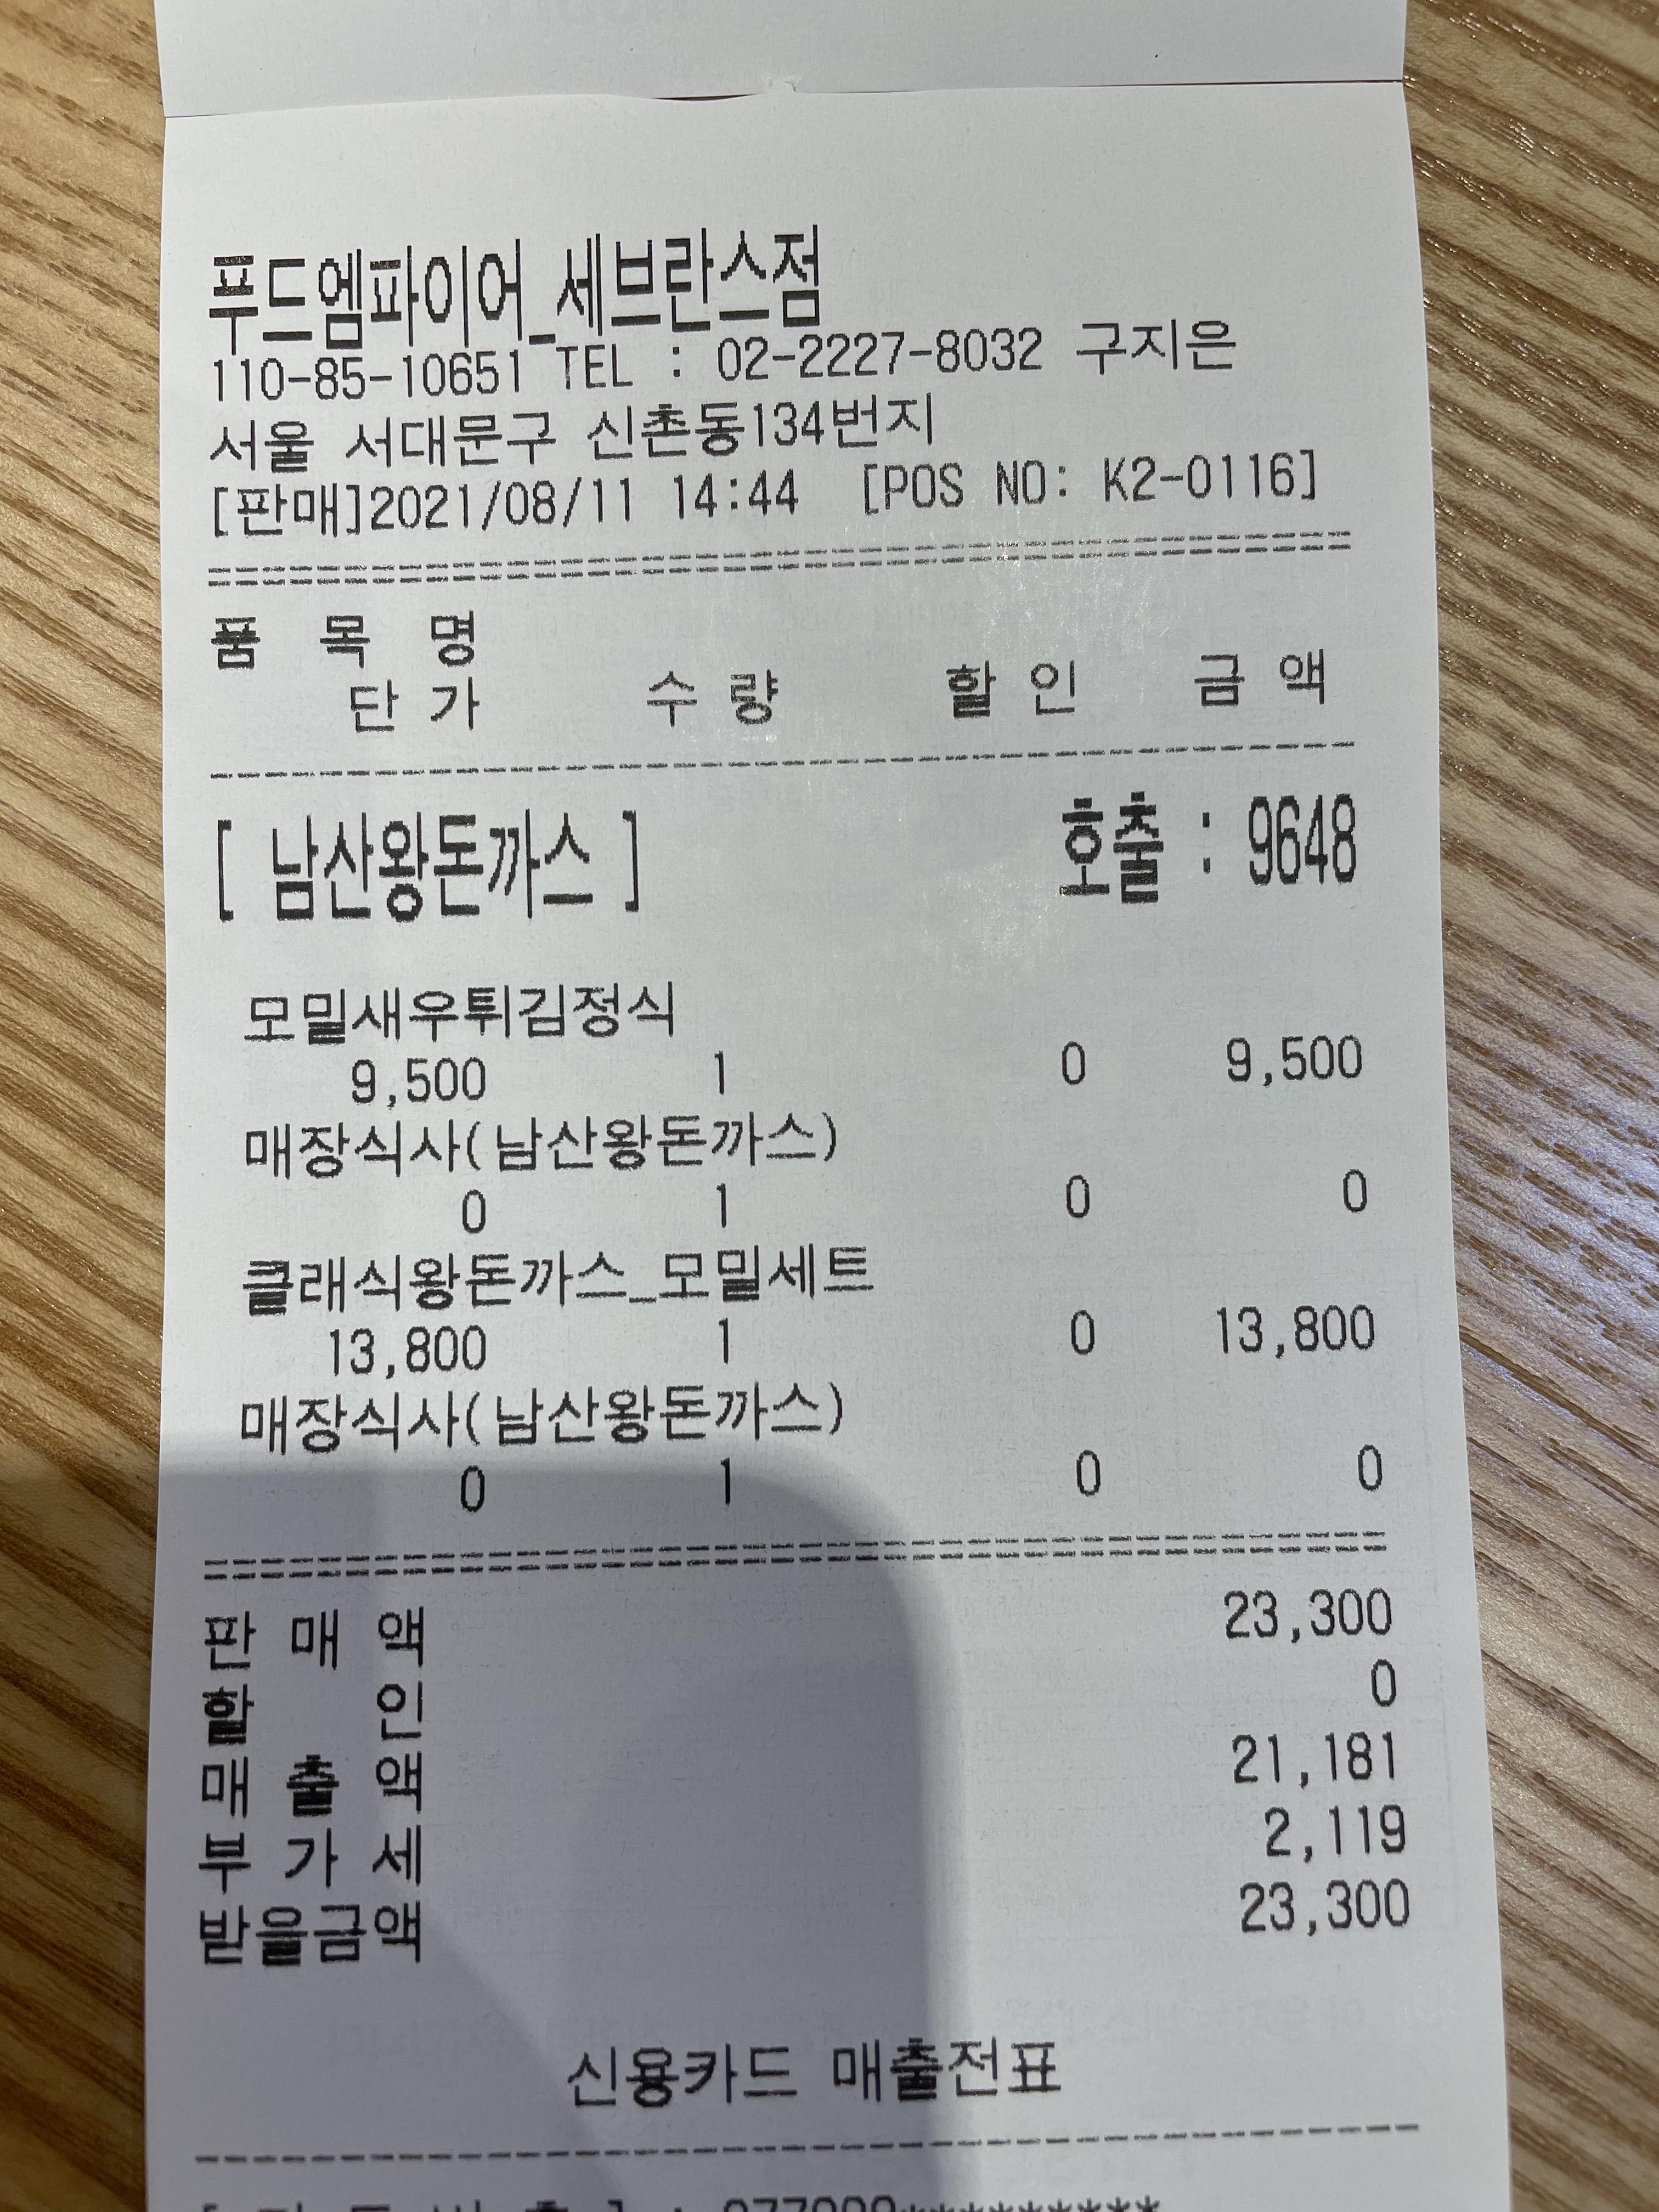 푸드엠파이어_세브란스점
110-85-10651 TEL : 02-2227-8032 구지은
서울 서대문구 신촌동134번지
[판매]2021/08/11 14:44 [POS NO: K2-0116]
품 목 명
단 가 수 량 할 인 금 액
[ 남산왕돈까스 ] 호출 : 9648
모밀새우튀김정식
9,500 1 0 9,500
매장식사(남산왕돈까스)
0 1 0 0
클래식왕돈까스_모밀세트
13,800 1 0 13,800
매장식사(남산왕돈까스)
0 1 0 0
판 매 액 23,300
할 인 0
매 출 액 21,181
부 가 세 2,119
받을금액 23,300
신용카드 매출전표